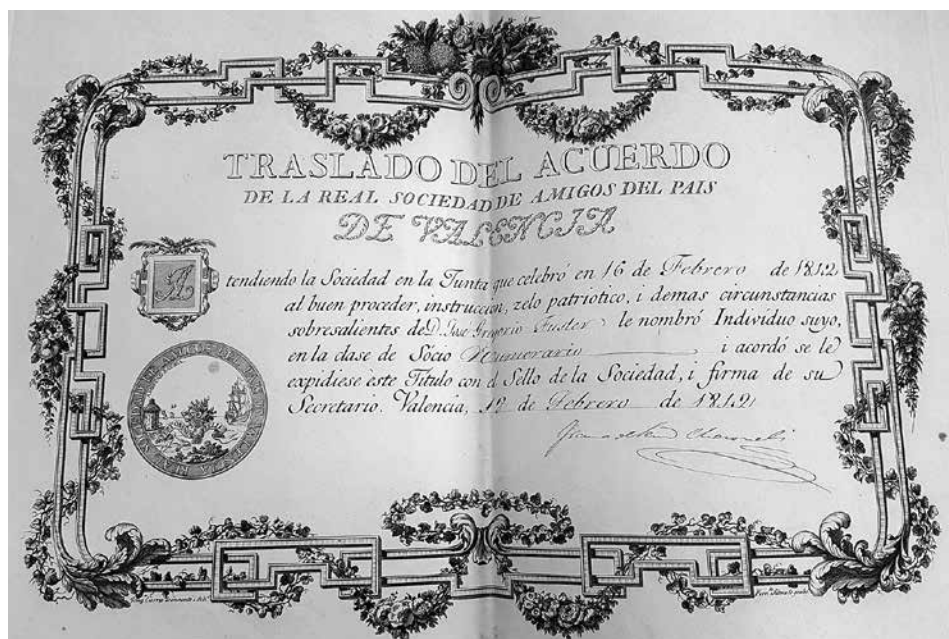 TRASLADO DEL ACUERDO
DE LA REAL SOCIEDAD DE AMIGOS DEL PAIS
DE VALENCIA
Atendiendo la Sociedad en la Junta que celebró en 16 de Febrero de 1812
al buen proceder, instruccion, zelo patriotico, i demas circunstancias
sobresalientes de D. José Gregorio Fuster le nombró Individuo suyo,
en la clase de Sócio Numerario i acordó se le
expidiese este Titulo con el Sello de la Sociedad, i firma de su
Secretario. Valencia, de Febrero de 1812